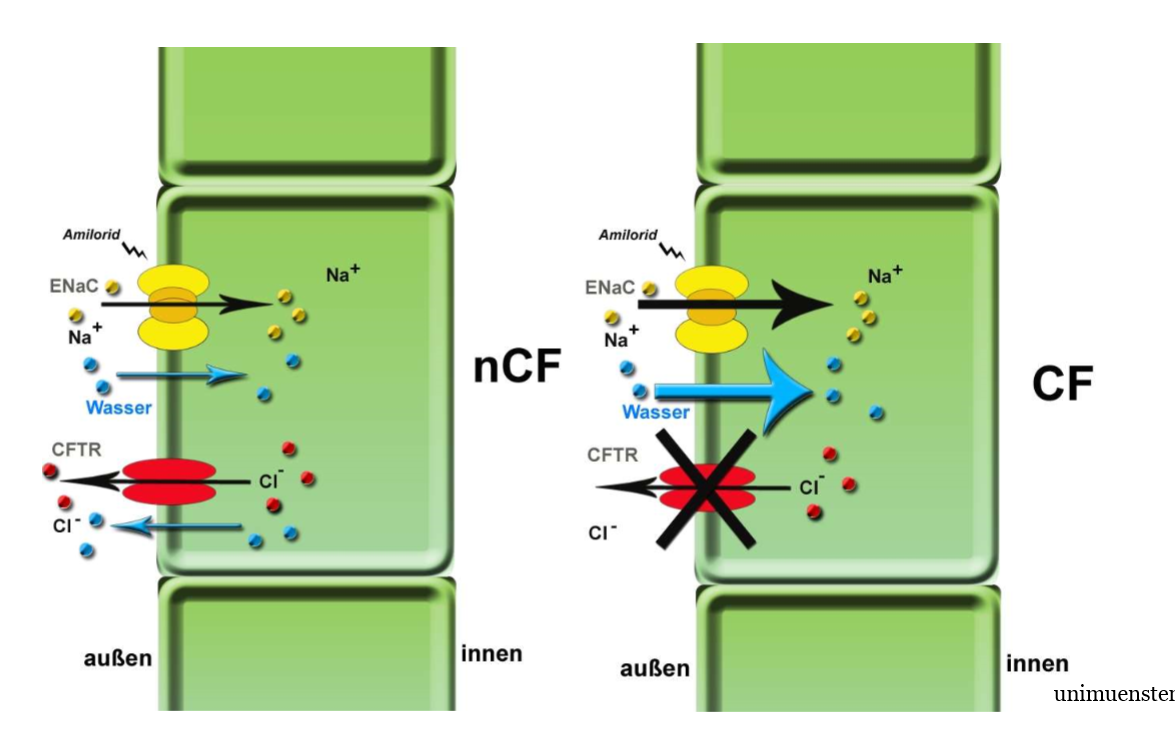 Amilorid
ENaC
Na+
Na+
Wasser
nCF
CFTR
Cl-
Cl-
außen
innen
Amilorid
ENaC
Na+
Na+
Wasser
CF
CFTR
Cl-
Cl-
außen
innen
unimuenster